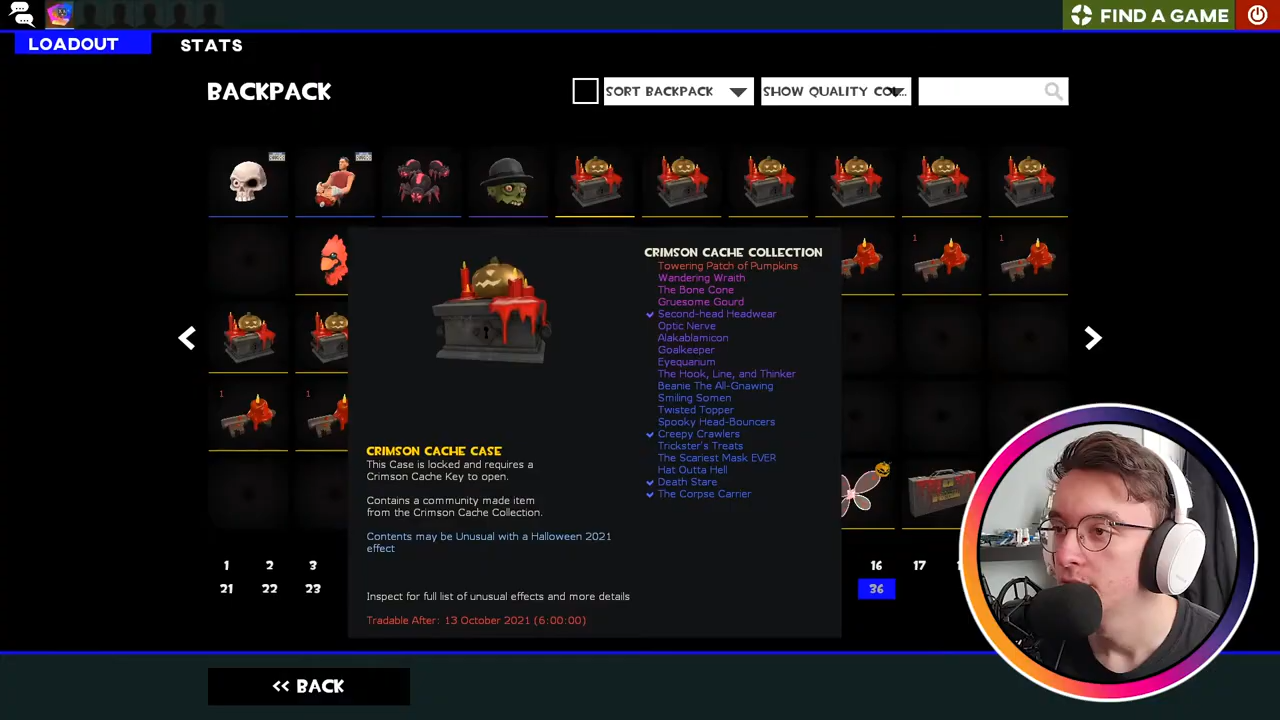 FIND A GAME
LOADOUT
STATS
BACKPACK
SORT BACKPACK
SHOW QUALITY CO...
1
1
CRIMSON CACHE COLLECTION
Towering Patch of Pumpkins
Wandering Wraith
The Bone Cone
Gruesome Gourd
Second-head Headwear
Optic Nerve
Alakablamicon
Goalkeeper
Eyequarium
The Hook, Line, and Thinker
Beanie The All-Gnawing
Smiling Somen
Twisted Topper
Spooky Head-Bouncers
Creepy Crawlers
Trickster's Treats
The Scariest Mask EVER
Hat Outta Hell
Death Stare
The Corpse Carrier
1
1
CRIMSON CACHE CASE
This Case is locked and requires a
Crimson Cache Key to open.
Contains a community made item
from the Crimson Cache Collection.
Contents may be Unusual with a Halloween 2021
effect
Inspect for full list of unusual effects and more details
Tradable After: 13 October 2021 (6:00:00)
1 2 3 16 17
21 22 23 36
<< BACK